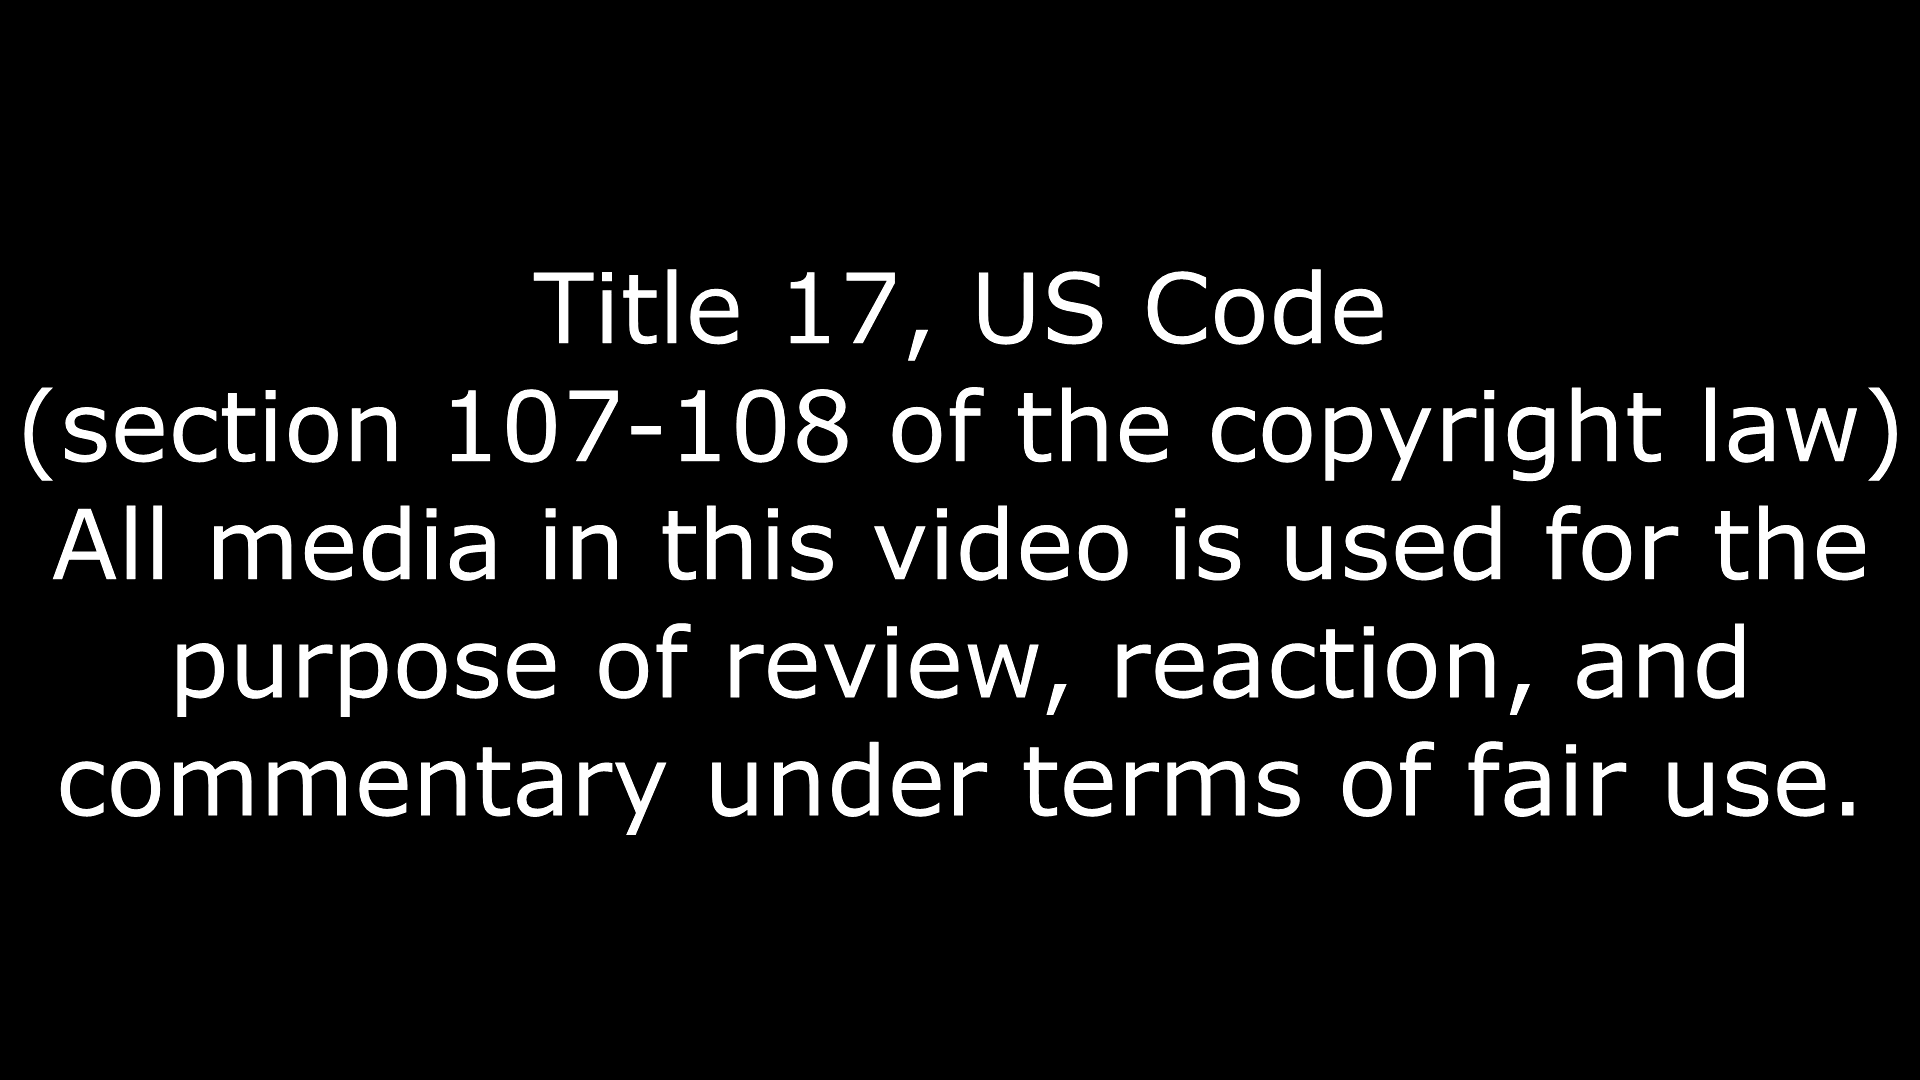 Title 17, US Code
(section 107-108 of the copyright law)
All media in this video is used for the
purpose of review, reaction, and
commentary under terms of fair use.